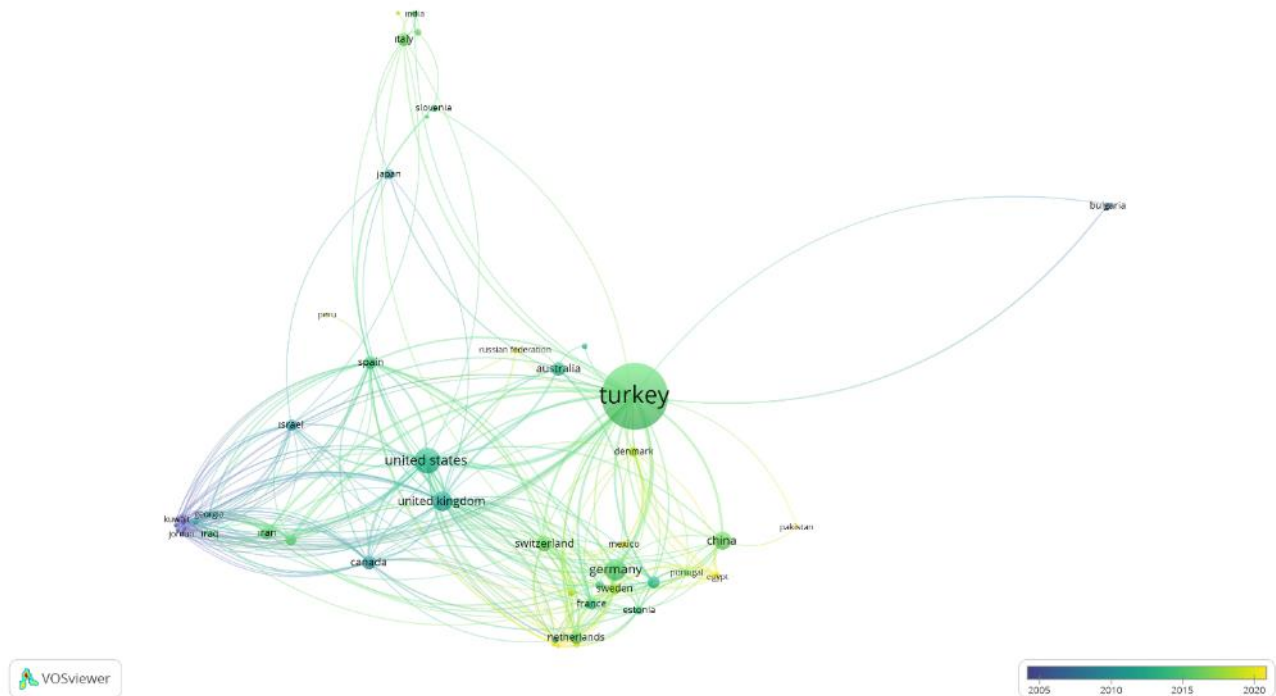 india
italy
slovenia
japan
bulgaria
peru
russian federation
spain
australia
turkey
israel
denmark
united states
united kingdom
kuwait
georgia
jordan
iraq
iran
pakistan
switzerland
mexico
china
canada
germany
portugal
egypt
sweden
france
estonia
netherlands
VOSviewer
2005 2010 2015 2020